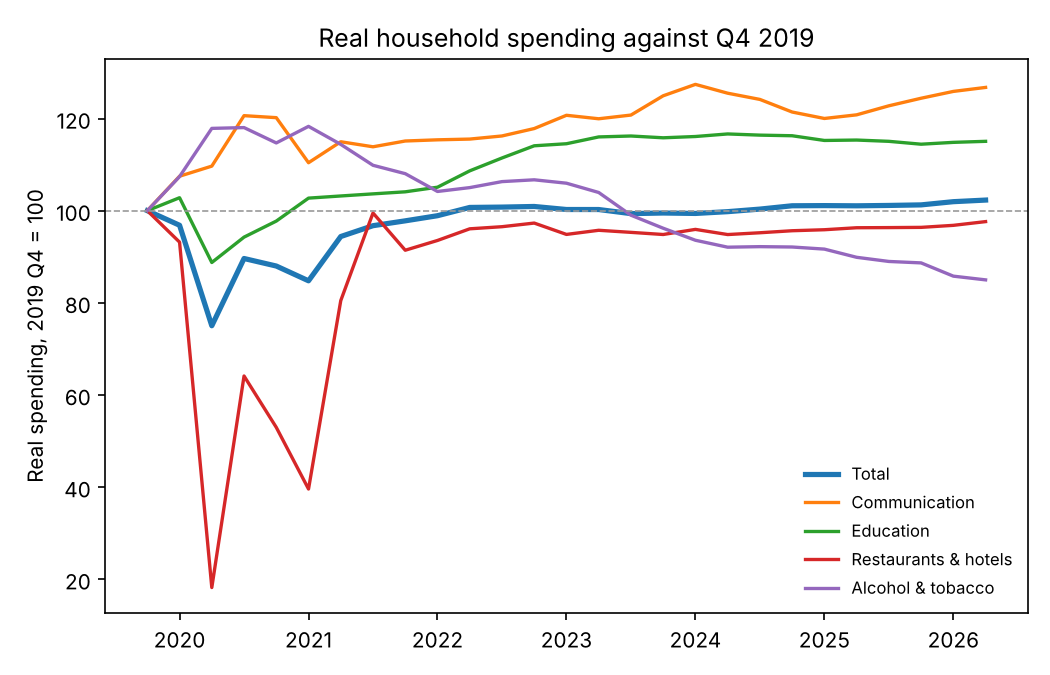 Real household spending against Q4 2019
Real spending, 2019 Q4 = 100
120
100
80
60
40
20
2020
2021
2022
2023
2024
2025
2026
Total
Communication
Education
Restaurants & hotels
Alcohol & tobacco